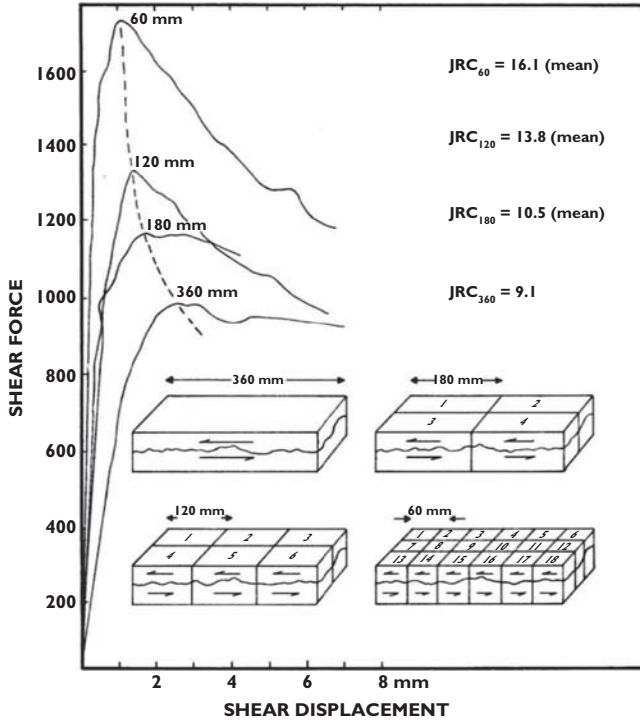 60 mm
1600
JRC60 = 16.1 (mean)
1400
JRC120 = 13.8 (mean)
120 mm
1200
JRC180 = 10.5 (mean)
180 mm
1000
360 mm
JRC360 = 9.1
SHEAR FORCE
800
360 mm
180 mm
1 2
3 4
600
400
120 mm
60 mm
1 2 3
1 2 3 4 5 6
4 5 6
7 8 9 10 11 12
13 14 15 16 17 18
200
2 4 6 8 mm
SHEAR DISPLACEMENT